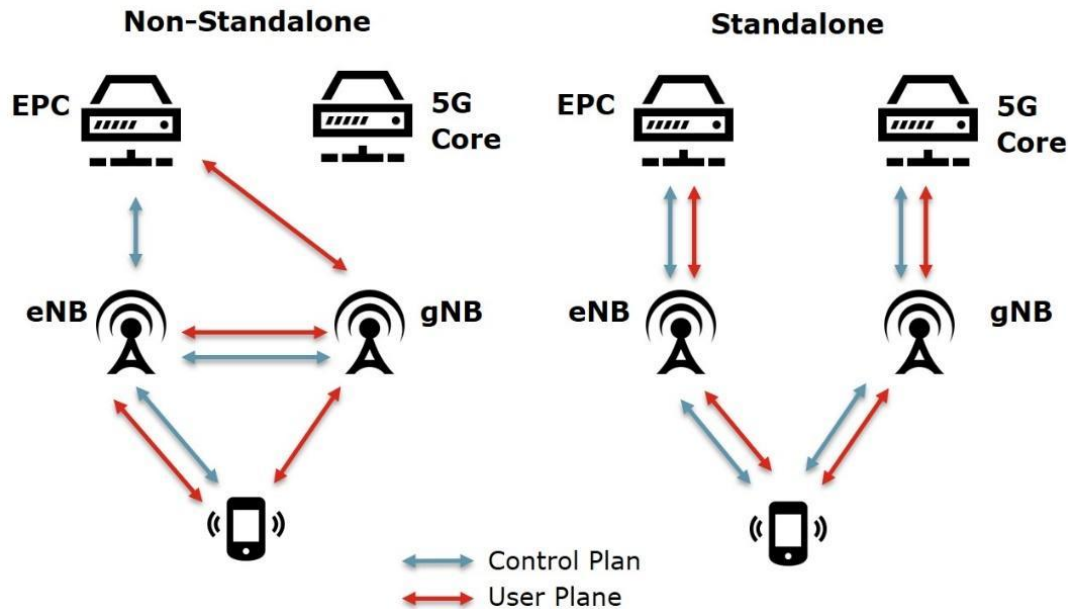 Non-Standalone
EPC
5G
Core
eNB
gNB
Standalone
EPC
5G
Core
eNB
gNB
Control Plan
User Plane